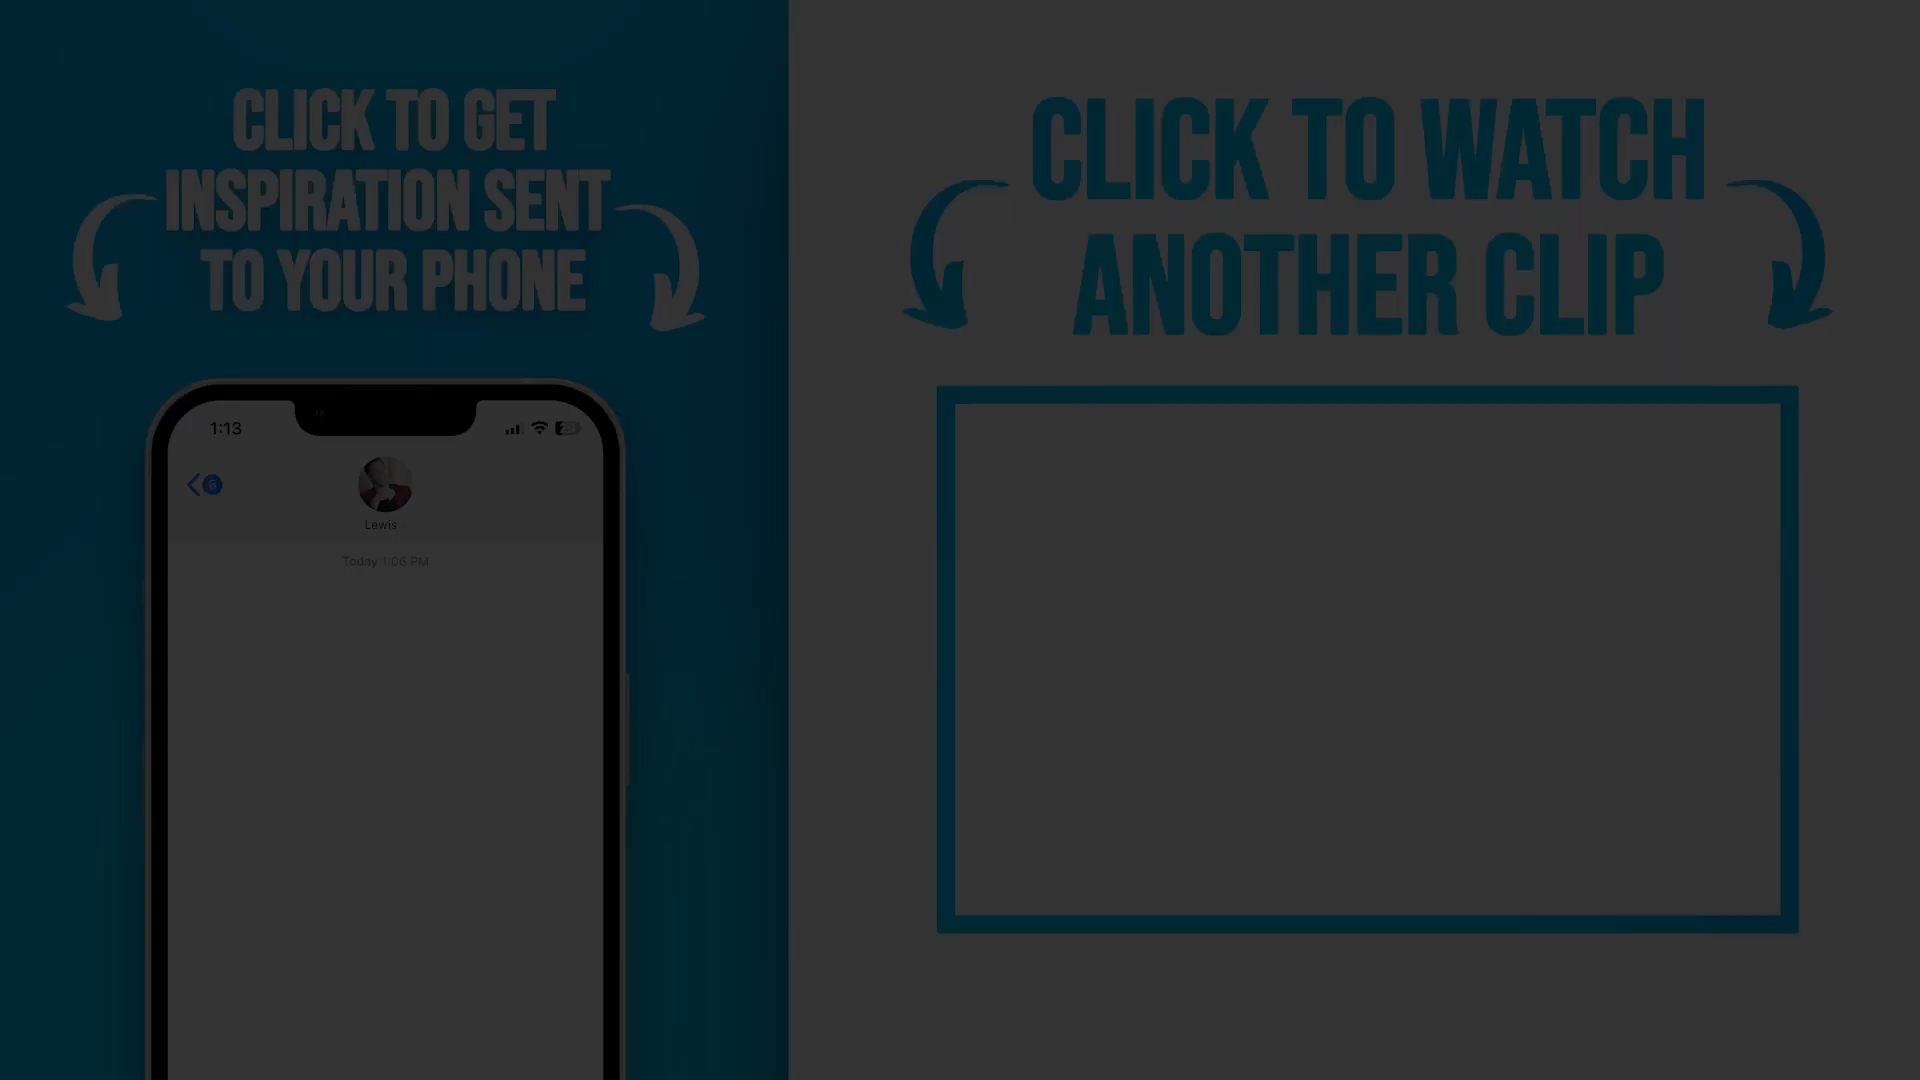 CLICK TO GET
INSPIRATION SENT
TO YOUR PHONE
1:13
6
Lewis
Today 1:06 PM
CLICK TO WATCH
ANOTHER CLIP